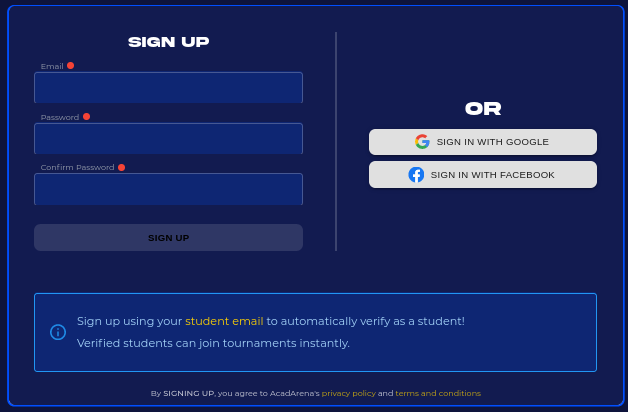 SIGN UP
Email
Password
Confirm Password
SIGN UP
OR
SIGN IN WITH GOOGLE
SIGN IN WITH FACEBOOK
Sign up using your student email to automatically verify as a student!
Verified students can join tournaments instantly.
By SIGNING UP, you agree to AcadArena's privacy policy and terms and conditions